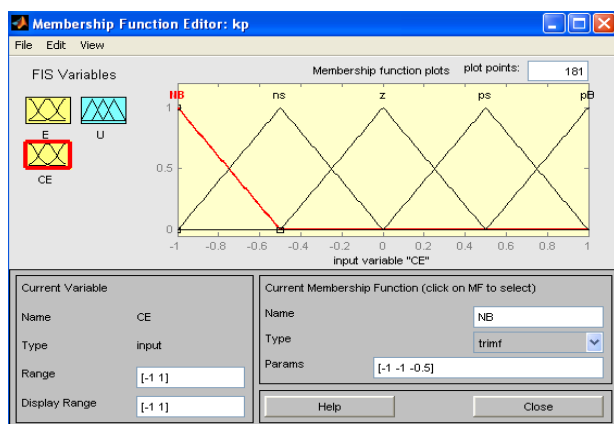 Membership Function Editor: kp
File Edit View
FIS Variables
Membership function plots plot points: 181
E U
CE
NB ns z ps pB
1
0.5
0
-1 -0.8 -0.6 -0.4 -0.2 0 0.2 0.4 0.6 0.8 1
input variable "CE"
Current Variable
Name CE
Type input
Range [-1 1]
Display Range [-1 1]
Current Membership Function (click on MF to select)
Name NB
Type trimf
Params [-1 -1 -0.5]
Help Close